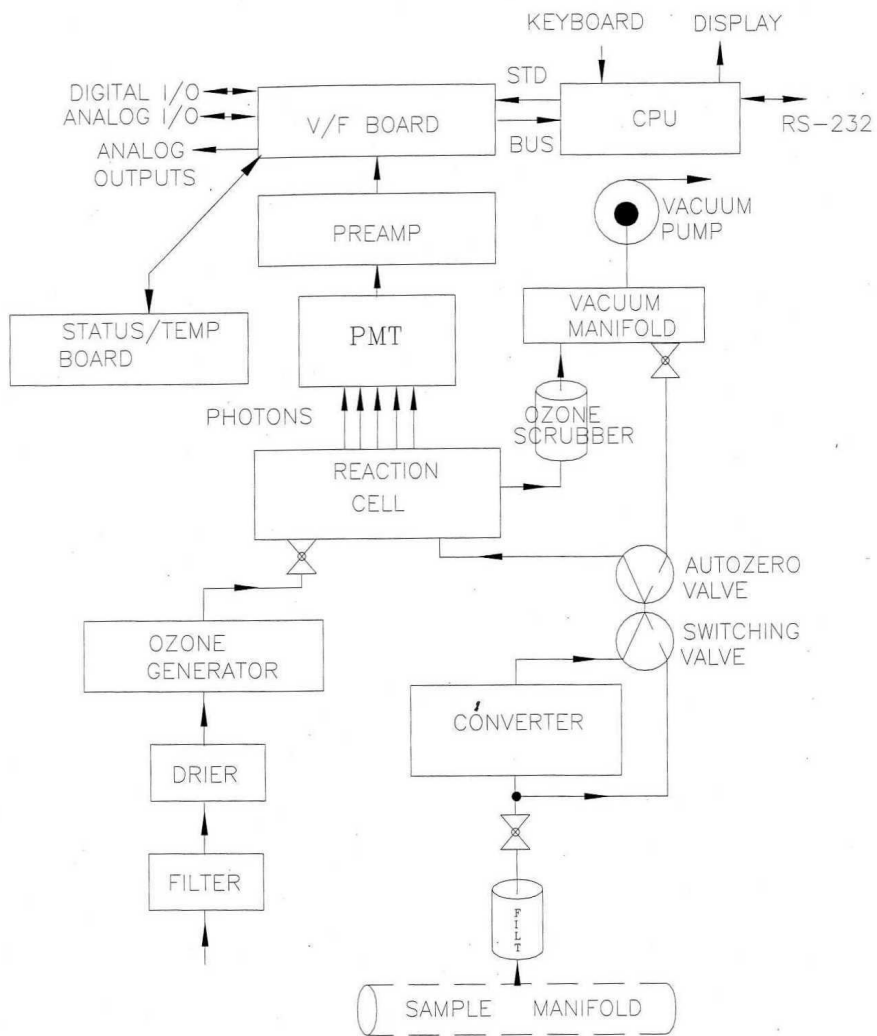 KEYBOARD
DISPLAY
STD
DIGITAL I/O
ANALOG I/O
V/F BOARD
CPU
RS-232
ANALOG
OUTPUTS
BUS
VACUUM
PUMP
PREAMP
VACUUM
MANIFOLD
STATUS/TEMP
BOARD
PMT
PHOTONS
OZONE
SCRUBBER
REACTION
CELL
AUTOZERO
VALVE
OZONE
GENERATOR
SWITCHING
VALVE
CONVERTER
DRIER
FILTER
FILT
SAMPLE MANIFOLD